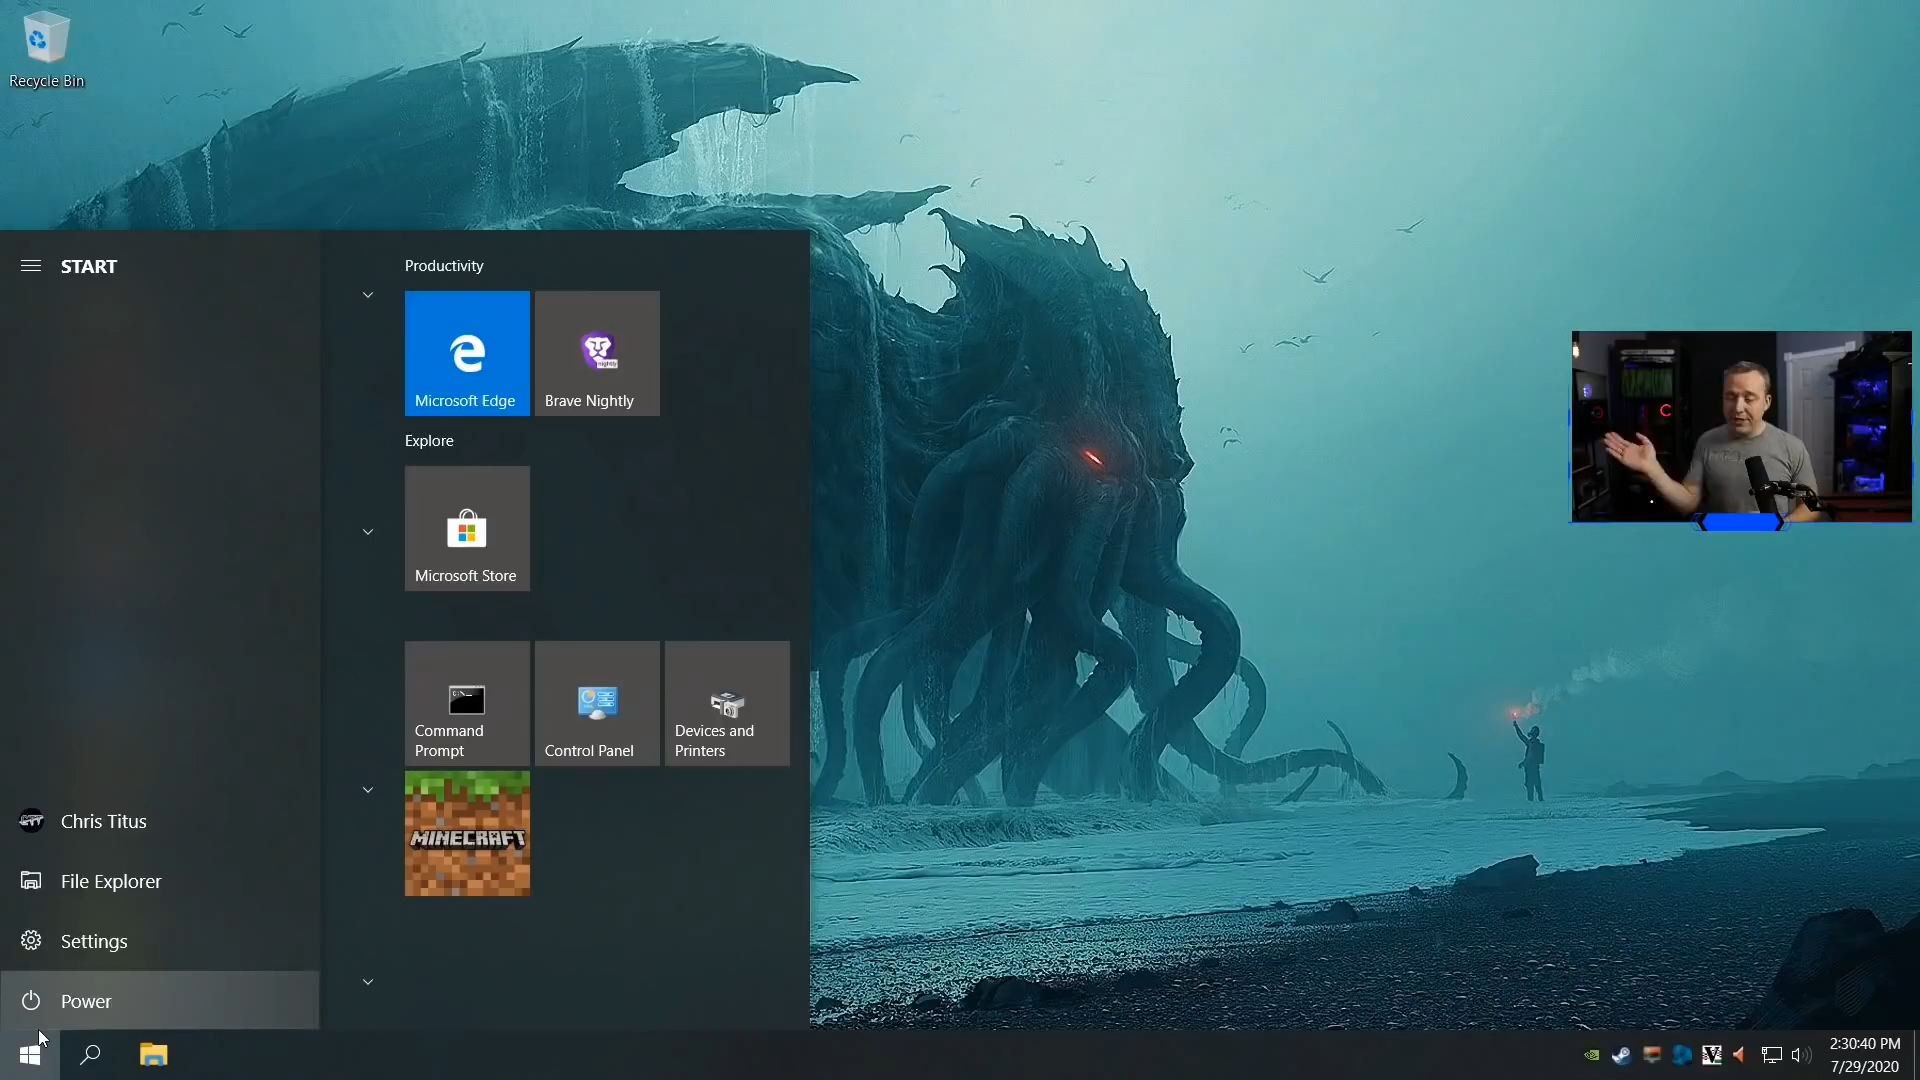 Recycle Bin
START
Productivity
Microsoft Edge
nightly
Brave Nightly
Explore
Microsoft Store
Command
Prompt
Control Panel
Devices and
Printers
MINECRAFT
Chris Titus
File Explorer
Settings
Power
2:30:40 PM
7/29/2020